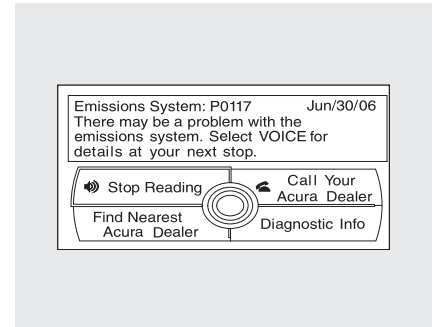 Emissions System: P0117 Jun/30/06
There may be a problem with the
emissions system. Select VOICE for
details at your next stop.
Stop Reading
Call Your
Acura Dealer
Find Nearest
Acura Dealer
Diagnostic Info